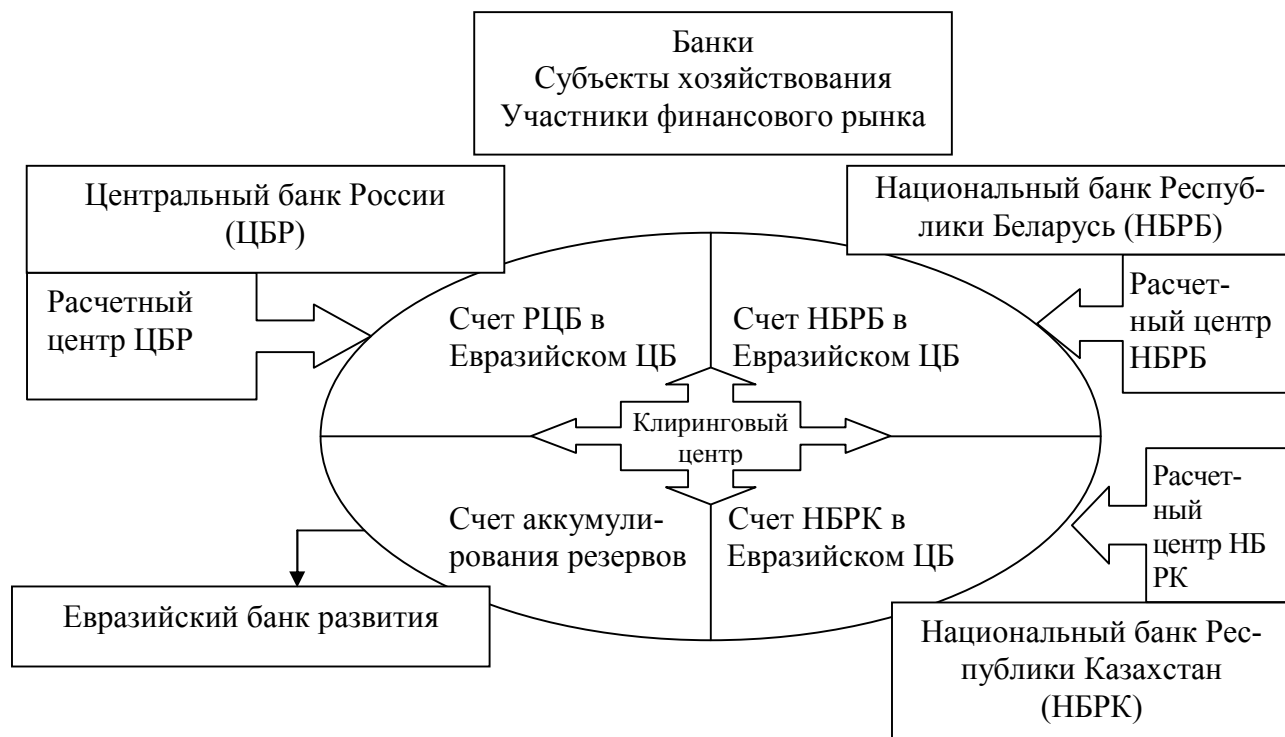 Банки
Субъекты хозяйствования
Участники финансового рынка
Центральный банк России
(ЦБР)
Национальный банк Респуб-
лики Беларусь (НБРБ)
Расчетный
центр ЦБР
Расчет-
ный центр
НБРБ
Счет РЦБ в
Евразийском ЦБ
Счет НБРБ в
Евразийском ЦБ
Клиринговый
центр
Счет аккумули-
рования резервов
Счет НБРК в
Евразийском ЦБ
Расчет-
ный
центр НБ
РК
Евразийский банк развития
Национальный банк Рес-
публики Казахстан
(НБРК)